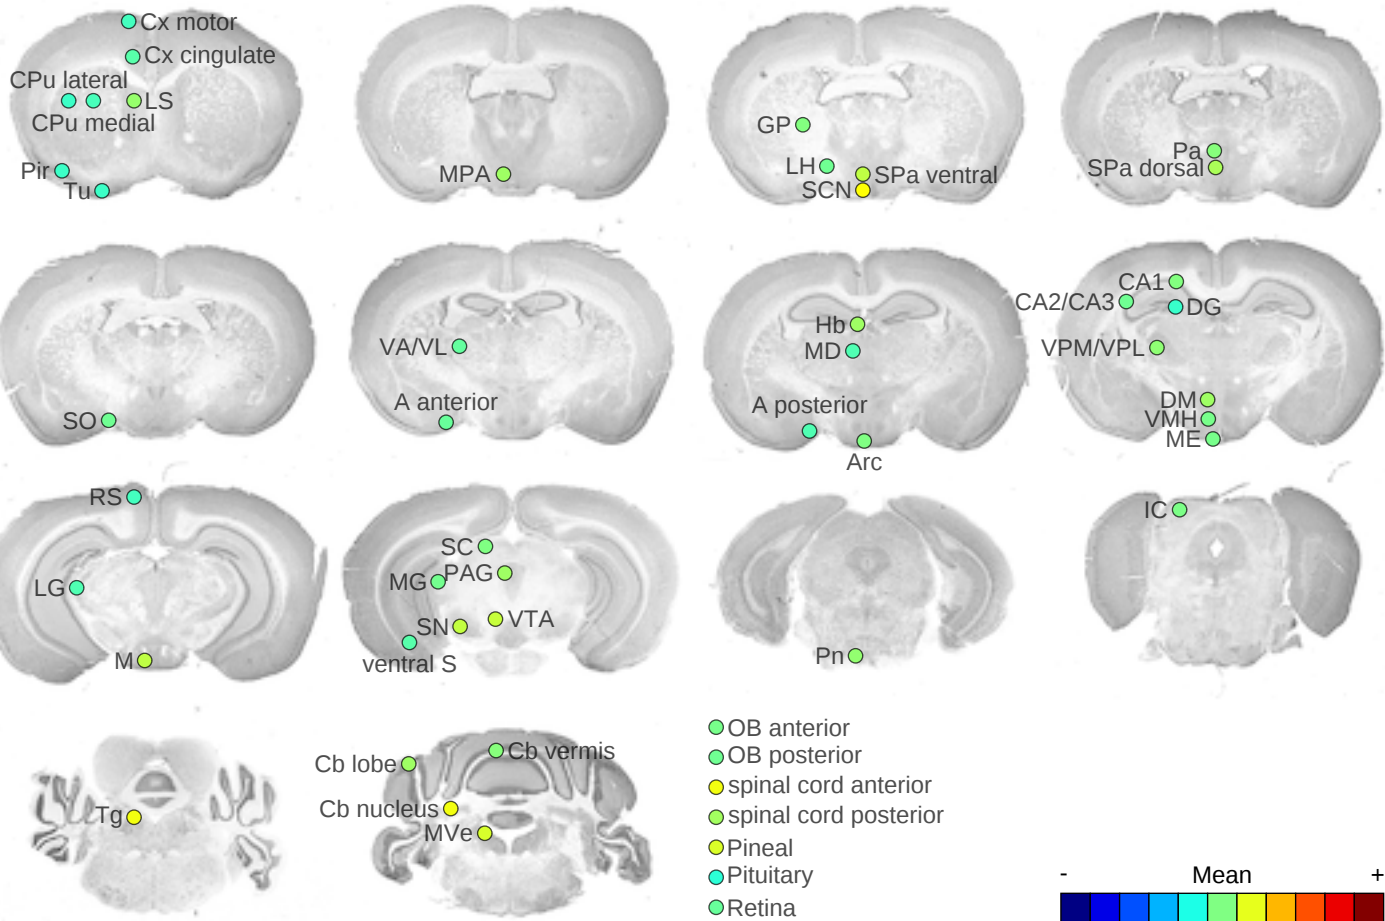 Cx motor
Cx cingulate
CPu lateral
LS
CPu medial
Pir
Tu
MPA
GP
LH
SPa ventral
SCN
Pa
SPa dorsal
SO
VA/VL
A anterior
Hb
MD
A posterior
Arc
CA1
CA2/CA3
DG
VPM/VPL
DM
VMH
ME
RS
LG
M
SC
PAG
MG
VTA
SN
ventral S
Pn
IC
Tg
Cb lobe
Cb vermis
Cb nucleus
MVe
OB anterior
OB posterior
spinal cord anterior
spinal cord posterior
Pineal
Pituitary
Retina
- Mean +